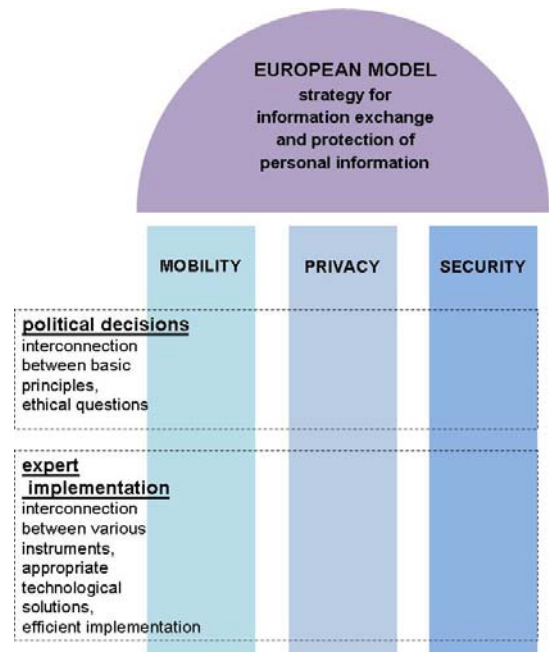 EUROPEAN MODEL
strategy for
information exchange
and protection of
personal information
MOBILITY
PRIVACY
SECURITY
political decisions
interconnection
between basic
principles,
ethical questions
expert
implementation
interconnection
between various
instruments,
appropriate
technological
solutions,
efficient implementation